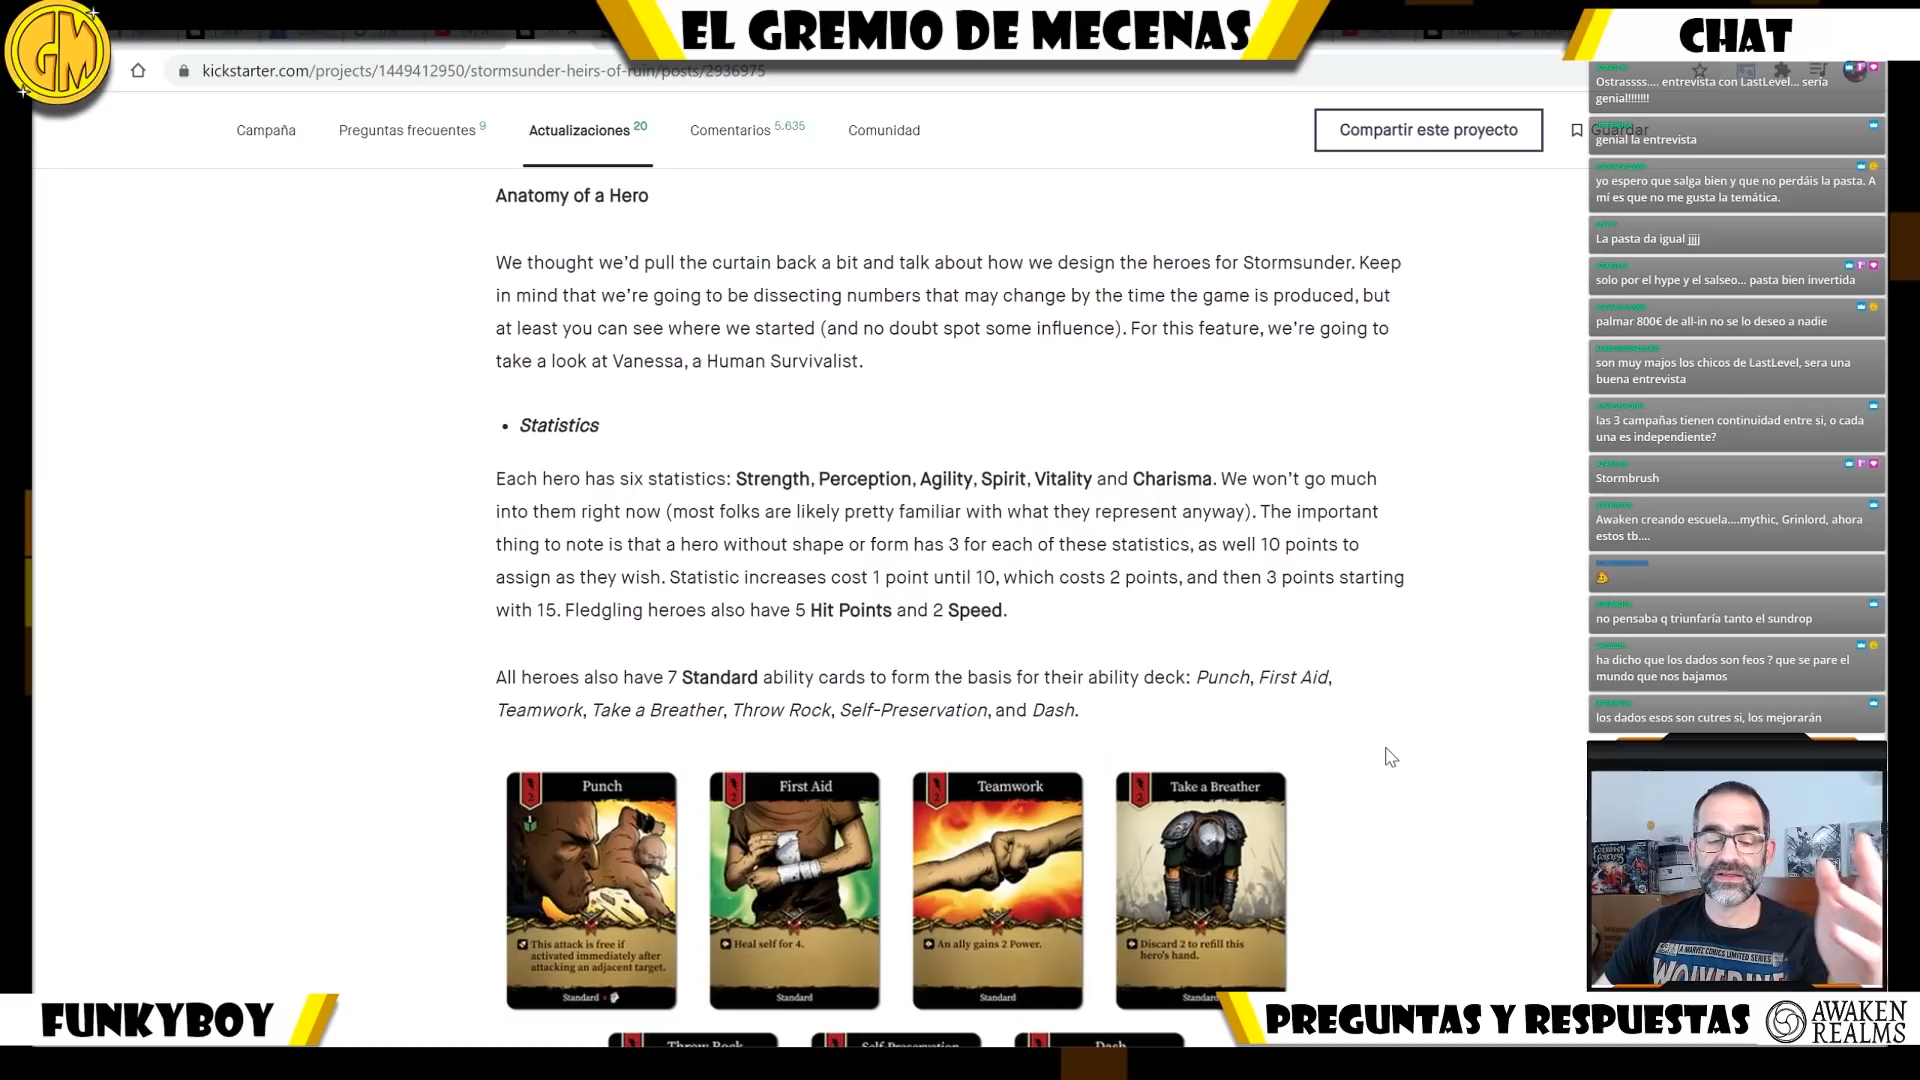 EL GREMIO DE MECENAS
CHAT
GM
kickstarter.com/projects/1449412950/stormsunder-heirs-of-ruin/posts/2936975
Campaña
Preguntas frecuentes 9
Actualizaciones 20
Comentarios 5.635
Comunidad
Compartir este proyecto
Guardar
Anatomy of a Hero
We thought we’d pull the curtain back a bit and talk about how we design the heroes for Stormsunder. Keep
in mind that we’re going to be dissecting numbers that may change by the time the game is produced, but
at least you can see where we started (and no doubt spot some influence). For this feature, we’re going to
take a look at Vanessa, a Human Survivalist.
• Statistics
Each hero has six statistics: Strength, Perception, Agility, Spirit, Vitality and Charisma. We won’t go much
into them right now (most folks are likely pretty familiar with what they represent anyway). The important
thing to note is that a hero without shape or form has 3 for each of these statistics, as well 10 points to
assign as they wish. Statistic increases cost 1 point until 10, which costs 2 points, and then 3 points starting
with 15. Fledgling heroes also have 5 Hit Points and 2 Speed.
All heroes also have 7 Standard ability cards to form the basis for their ability deck: Punch, First Aid,
Teamwork, Take a Breather, Throw Rock, Self-Preservation, and Dash.
2
Punch
This attack is free if
activated immediately after
attacking an adjacent target.
Standard
2
First Aid
Heal self for 4.
Standard
2
Teamwork
An ally gains 2 Power.
Standard
2
Take a Breather
Discard 2 to refill this
hero's hand.
Standard
Throw Rock
Self-Preservation
Dash
Ostrassss.... entrevista con LastLevel... sería
genial!!!!!!!
genial la entrevista
yo espero que salga bien y que no perdáis la pasta. A
mí es que no me gusta la temática.
La pasta da igual jjjj
solo por el hype y el salseo... pasta bien invertida
palmar 800€ de all-in no se lo deseo a nadie
son muy majos los chicos de LastLevel, sera una
buena entrevista
las 3 campañas tienen continuidad entre si, o cada
una es independiente?
Stormbrush
Awaken creando escuela....mythic, Grinlord, ahora
estos tb....
no pensaba q triunfaría tanto el sundrop
ha dicho que los dados son feos ? que se pare el
mundo que nos bajamos
los dados esos son cutres si, los mejorarán
FORBIDDEN
FORTRESS
A MARVEL COMICS LIMITED SERIES
WOLVERINE
FUNKYBOY
PREGUNTAS Y RESPUESTAS
AWAKEN
REALMS